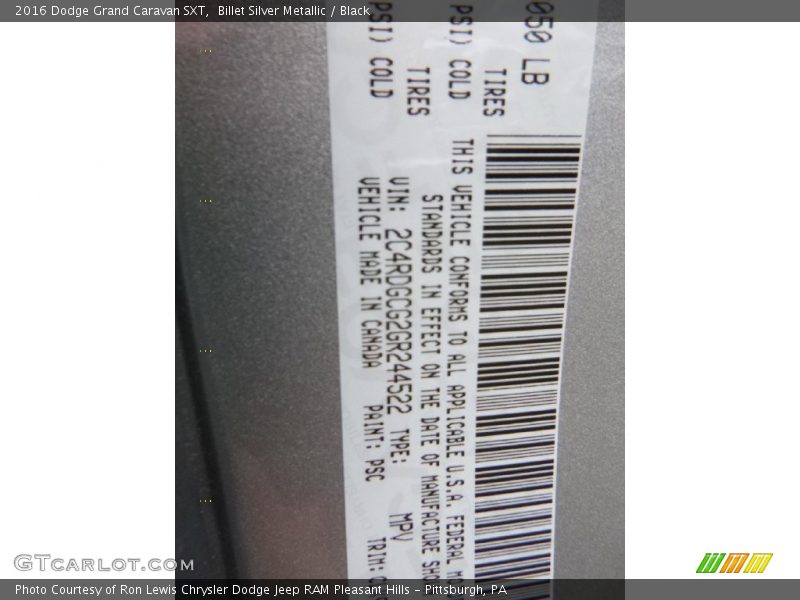 2016 Dodge Grand Caravan SXT,  Billet Silver Metallic / Black
050 LB
TIRES
PSI) COLD
TIRES
PSI) COLD
THIS VEHICLE CONFORMS TO ALL APPLICABLE U.S.A. FEDERAL
STANDARDS IN EFFECT ON THE DATE OF MANUFACTURE
VIN: 2C4RDGCG2GR244522 TYPE: MPV
VEHICLE MADE IN CANADA PAINT: PSC TRIM:
GTCarLot.com
Photo Courtesy of Ron Lewis Chrysler Dodge Jeep RAM Pleasant Hills – Pittsburgh, PA